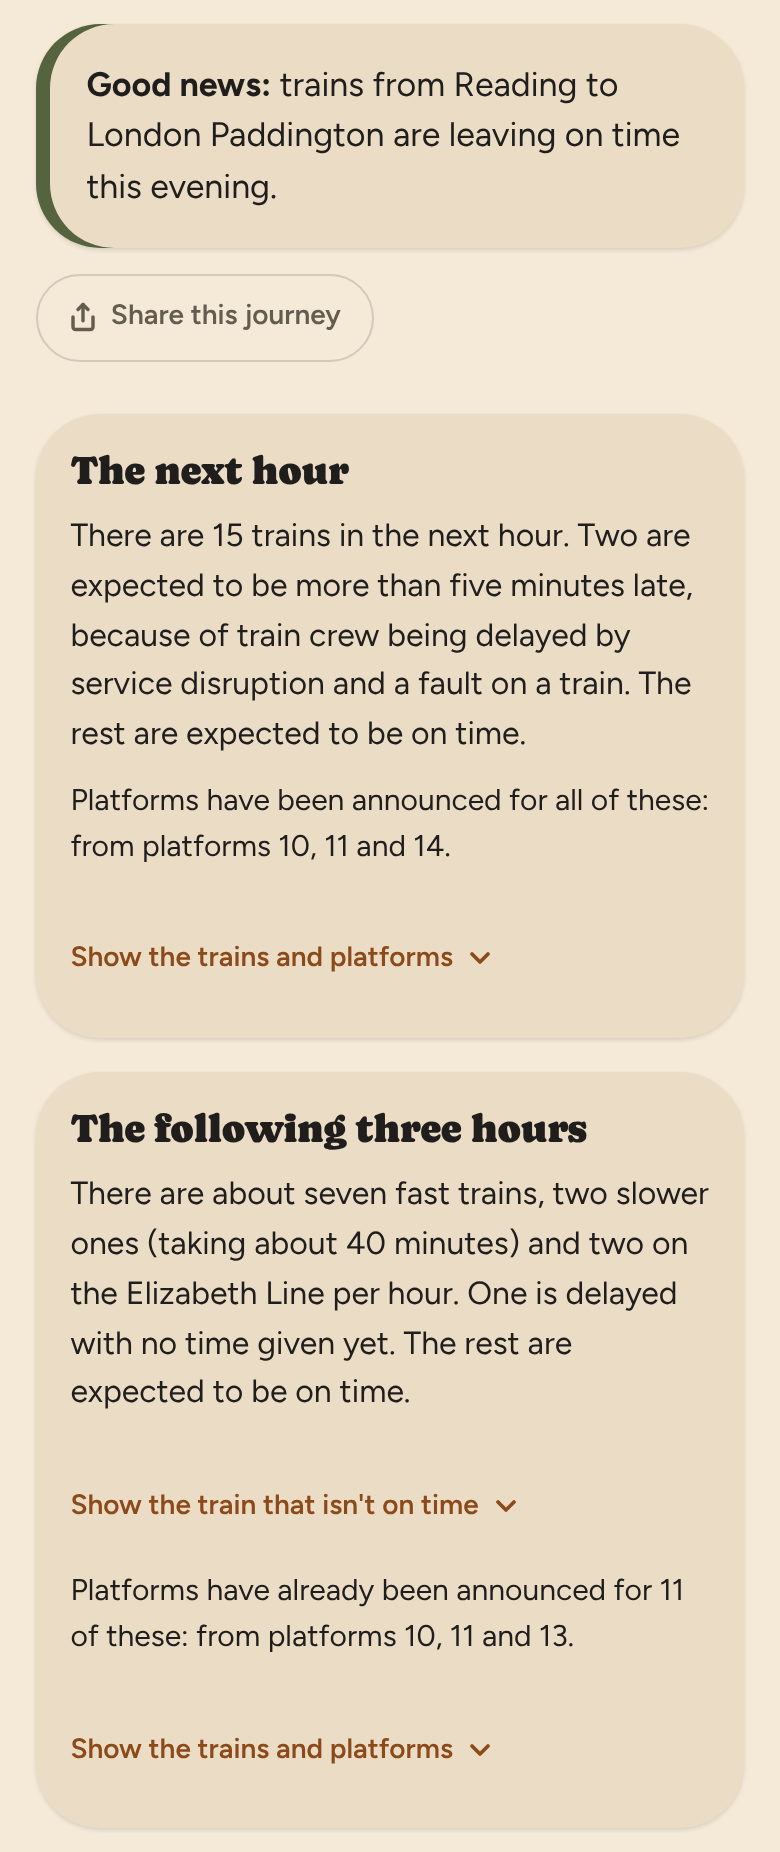 Good news: trains from Reading to
London Paddington are leaving on time
this evening.
Share this journey
The next hour
There are 15 trains in the next hour. Two are
expected to be more than five minutes late,
because of train crew being delayed by
service disruption and a fault on a train. The
rest are expected to be on time.
Platforms have been announced for all of these:
from platforms 10, 11 and 14.
Show the trains and platforms
The following three hours
There are about seven fast trains, two slower
ones (taking about 40 minutes) and two on
the Elizabeth Line per hour. One is delayed
with no time given yet. The rest are
expected to be on time.
Show the train that isn't on time
Platforms have already been announced for 11
of these: from platforms 10, 11 and 13.
Show the trains and platforms